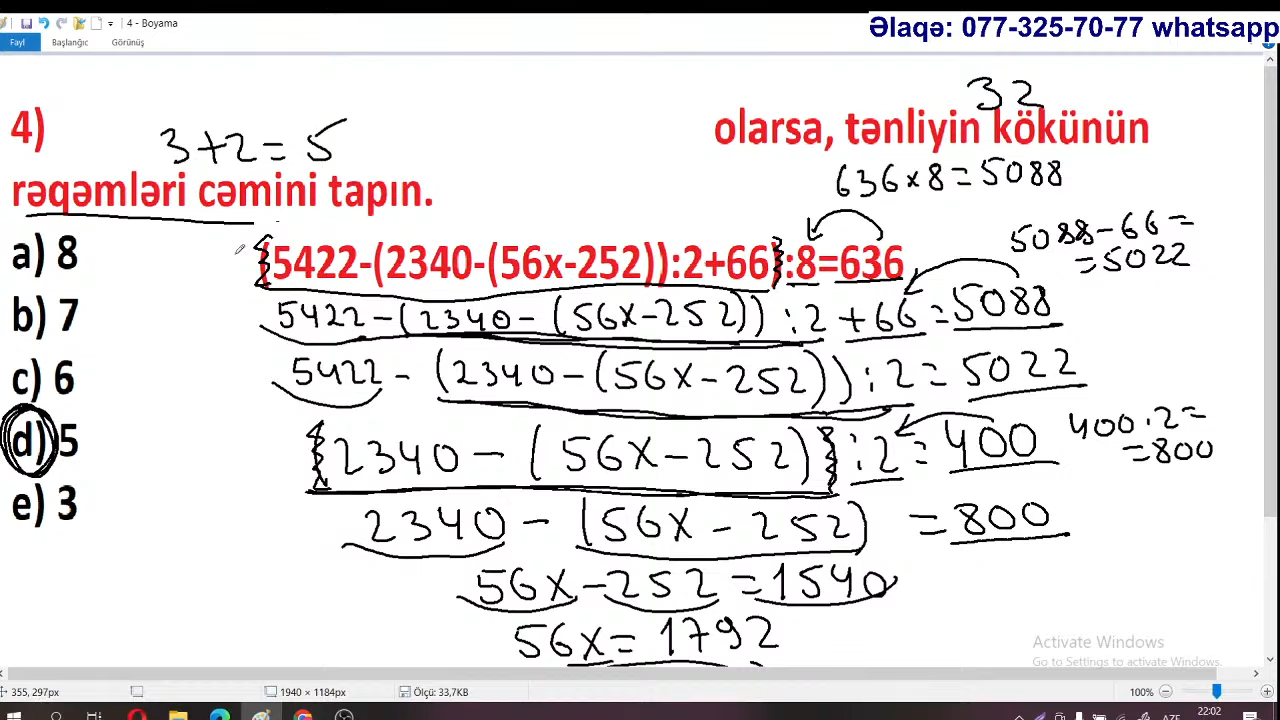 4 - Boyama
Əlaqə: 077-325-70-77 whatsapp
Fayl Başlanğıc Görünüş
32
4) olarsa, tənliyin kökünün
3+2=5
rəqəmləri cəmini tapın.
636×8=5088
5088-66=
=5022
a) 8
(5422-(2340-(56x-252)):2+66):8=636
b) 7
5422-(2340-(56x-252)):2+66=5088
c) 6
5422-(2340-(56x-252)):2=5022
d) 5
{2340-(56x-252)}:2=400
400·2=
=800
e) 3
2340-(56x-252)=800
56x-252=1540
56x=1792
Activate Windows
Go to Settings to activate Windows.
355, 297px
1940 × 1184px
Ölçü: 33,7KB
100%
AZE
22:02